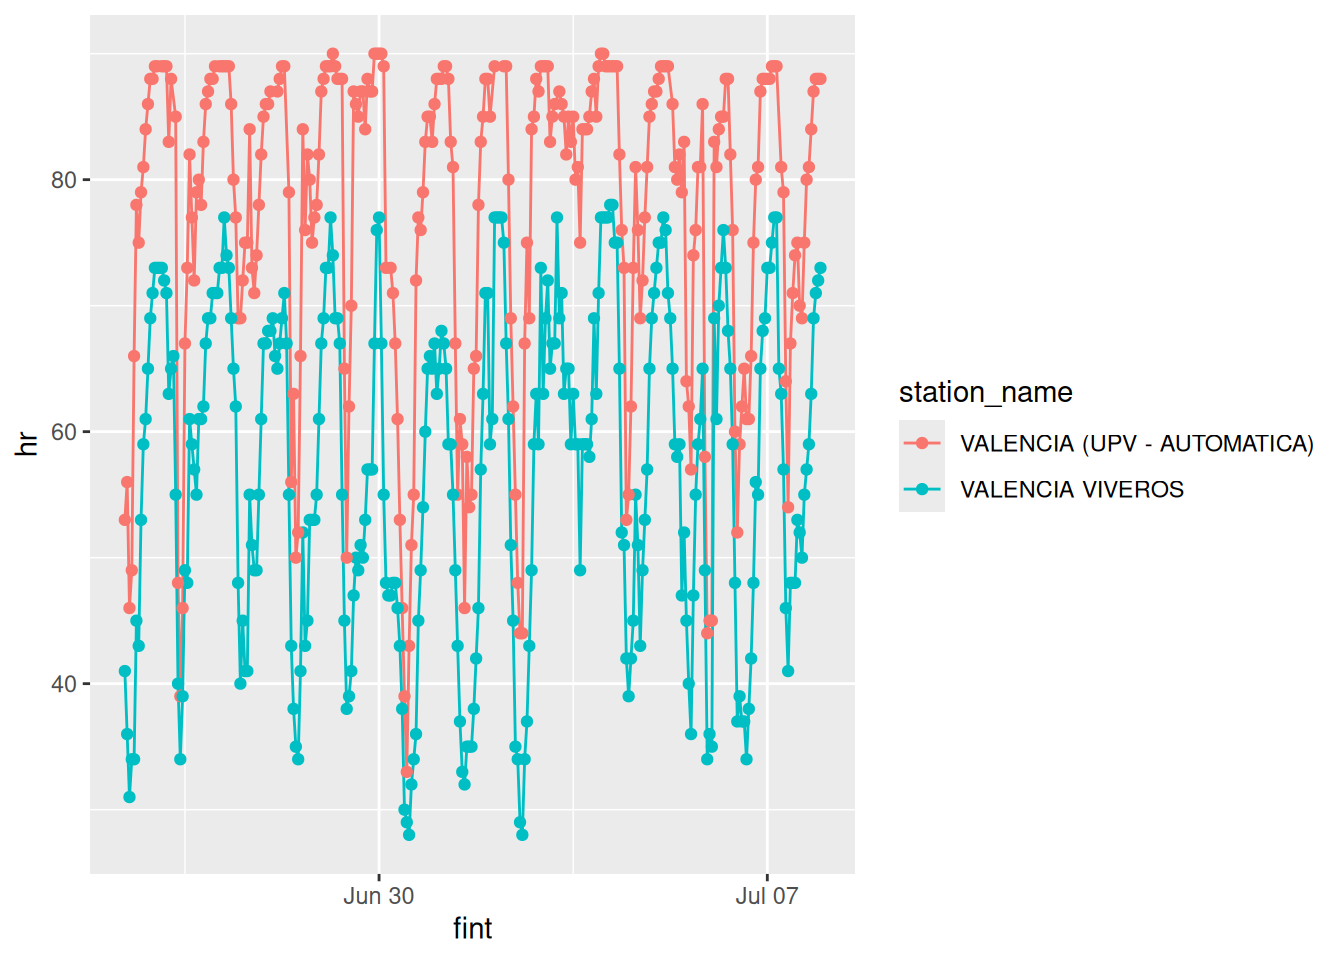 80
60
40
hr
Jun 30
Jul 07
fint
station_name
VALENCIA (UPV - AUTOMATICA)
VALENCIA VIVEROS